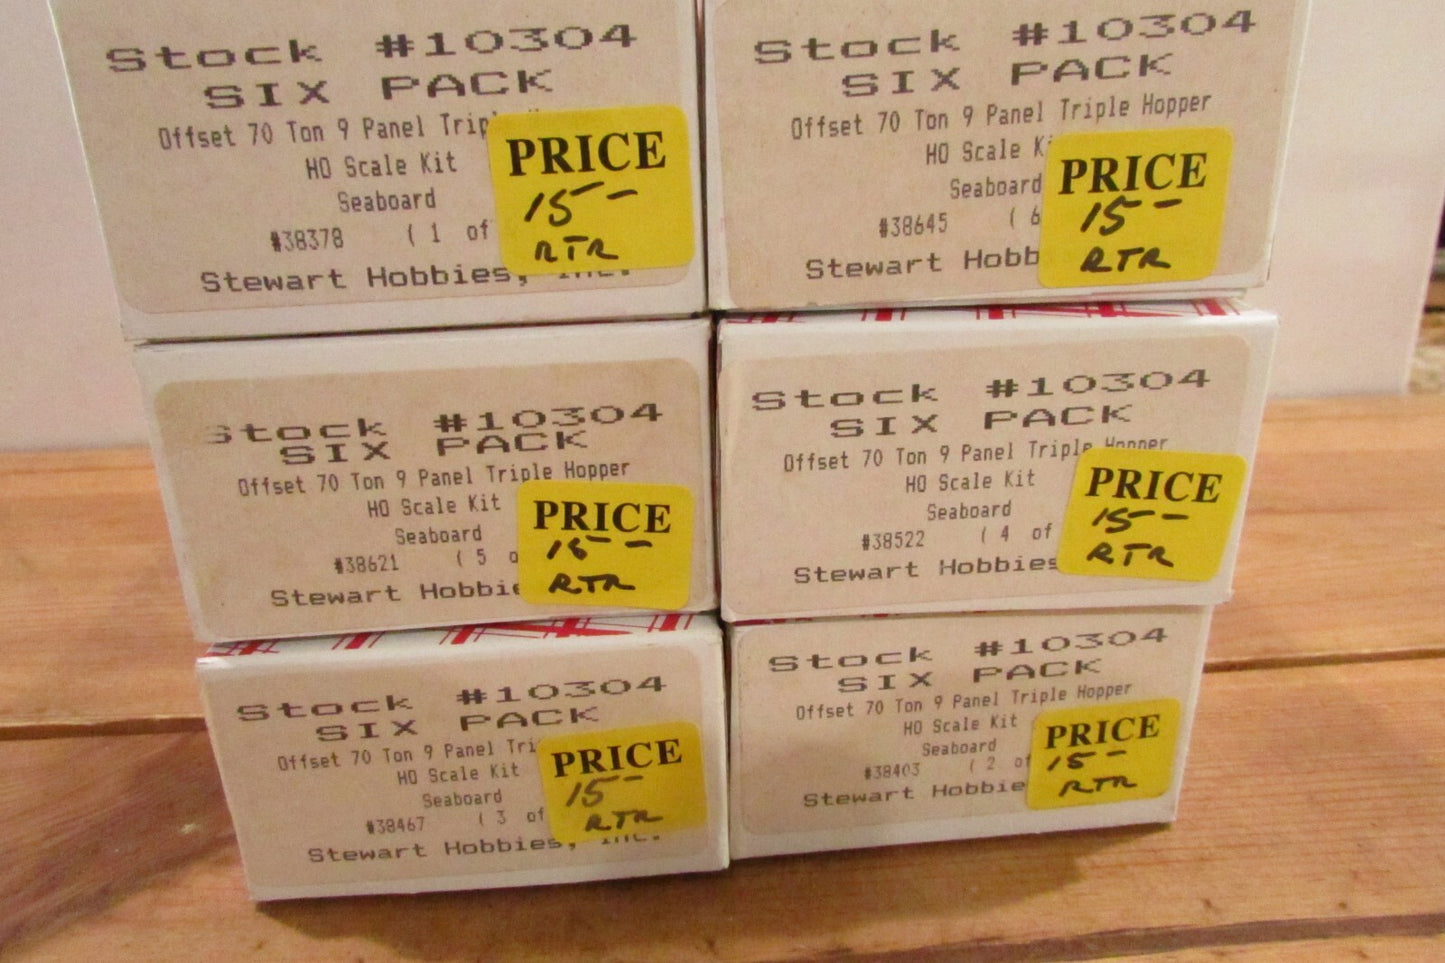 Stock #10304
SIX PACK
Offset 70 Ton 9 Panel
HO Scale Kit
Seaboard
#38378 ( 1 of
Stewart Hobbies, Inc.
PRICE
15-
RTR
Stock #10304
SIX PACK
Offset 70 Ton 9 Panel Triple Hopper
HO Scale
Seaboard
#38645 ( 6
Stewart
PRICE
15-
RTR
Stock #10304
SIX PACK
Offset 70 Ton 9 Panel Triple Hopper
HO Scale Kit
Seaboard
#38621 ( 5
Stewart
PRICE
15-
RTR
Stock #10304
SIX PACK
Offset 70 Ton 9 Panel Triple Hopper
HO Scale Kit
Seaboard
#38522 ( 4 of
Stewart Hobbies
PRICE
15-
RTR
Stock #10304
SIX PACK
Offset 70 Ton 9 Panel
HO Scale Kit
Seaboard
#38467 ( 3 of
Stewart Hobbies, Inc.
PRICE
15-
RTR
Stock #10304
SIX PACK
Offset 70 Ton 9 Panel Triple Hopper
HO Scale Kit
Seaboard
#38403 ( 2 of
Stewart
PRICE
15-
RTR